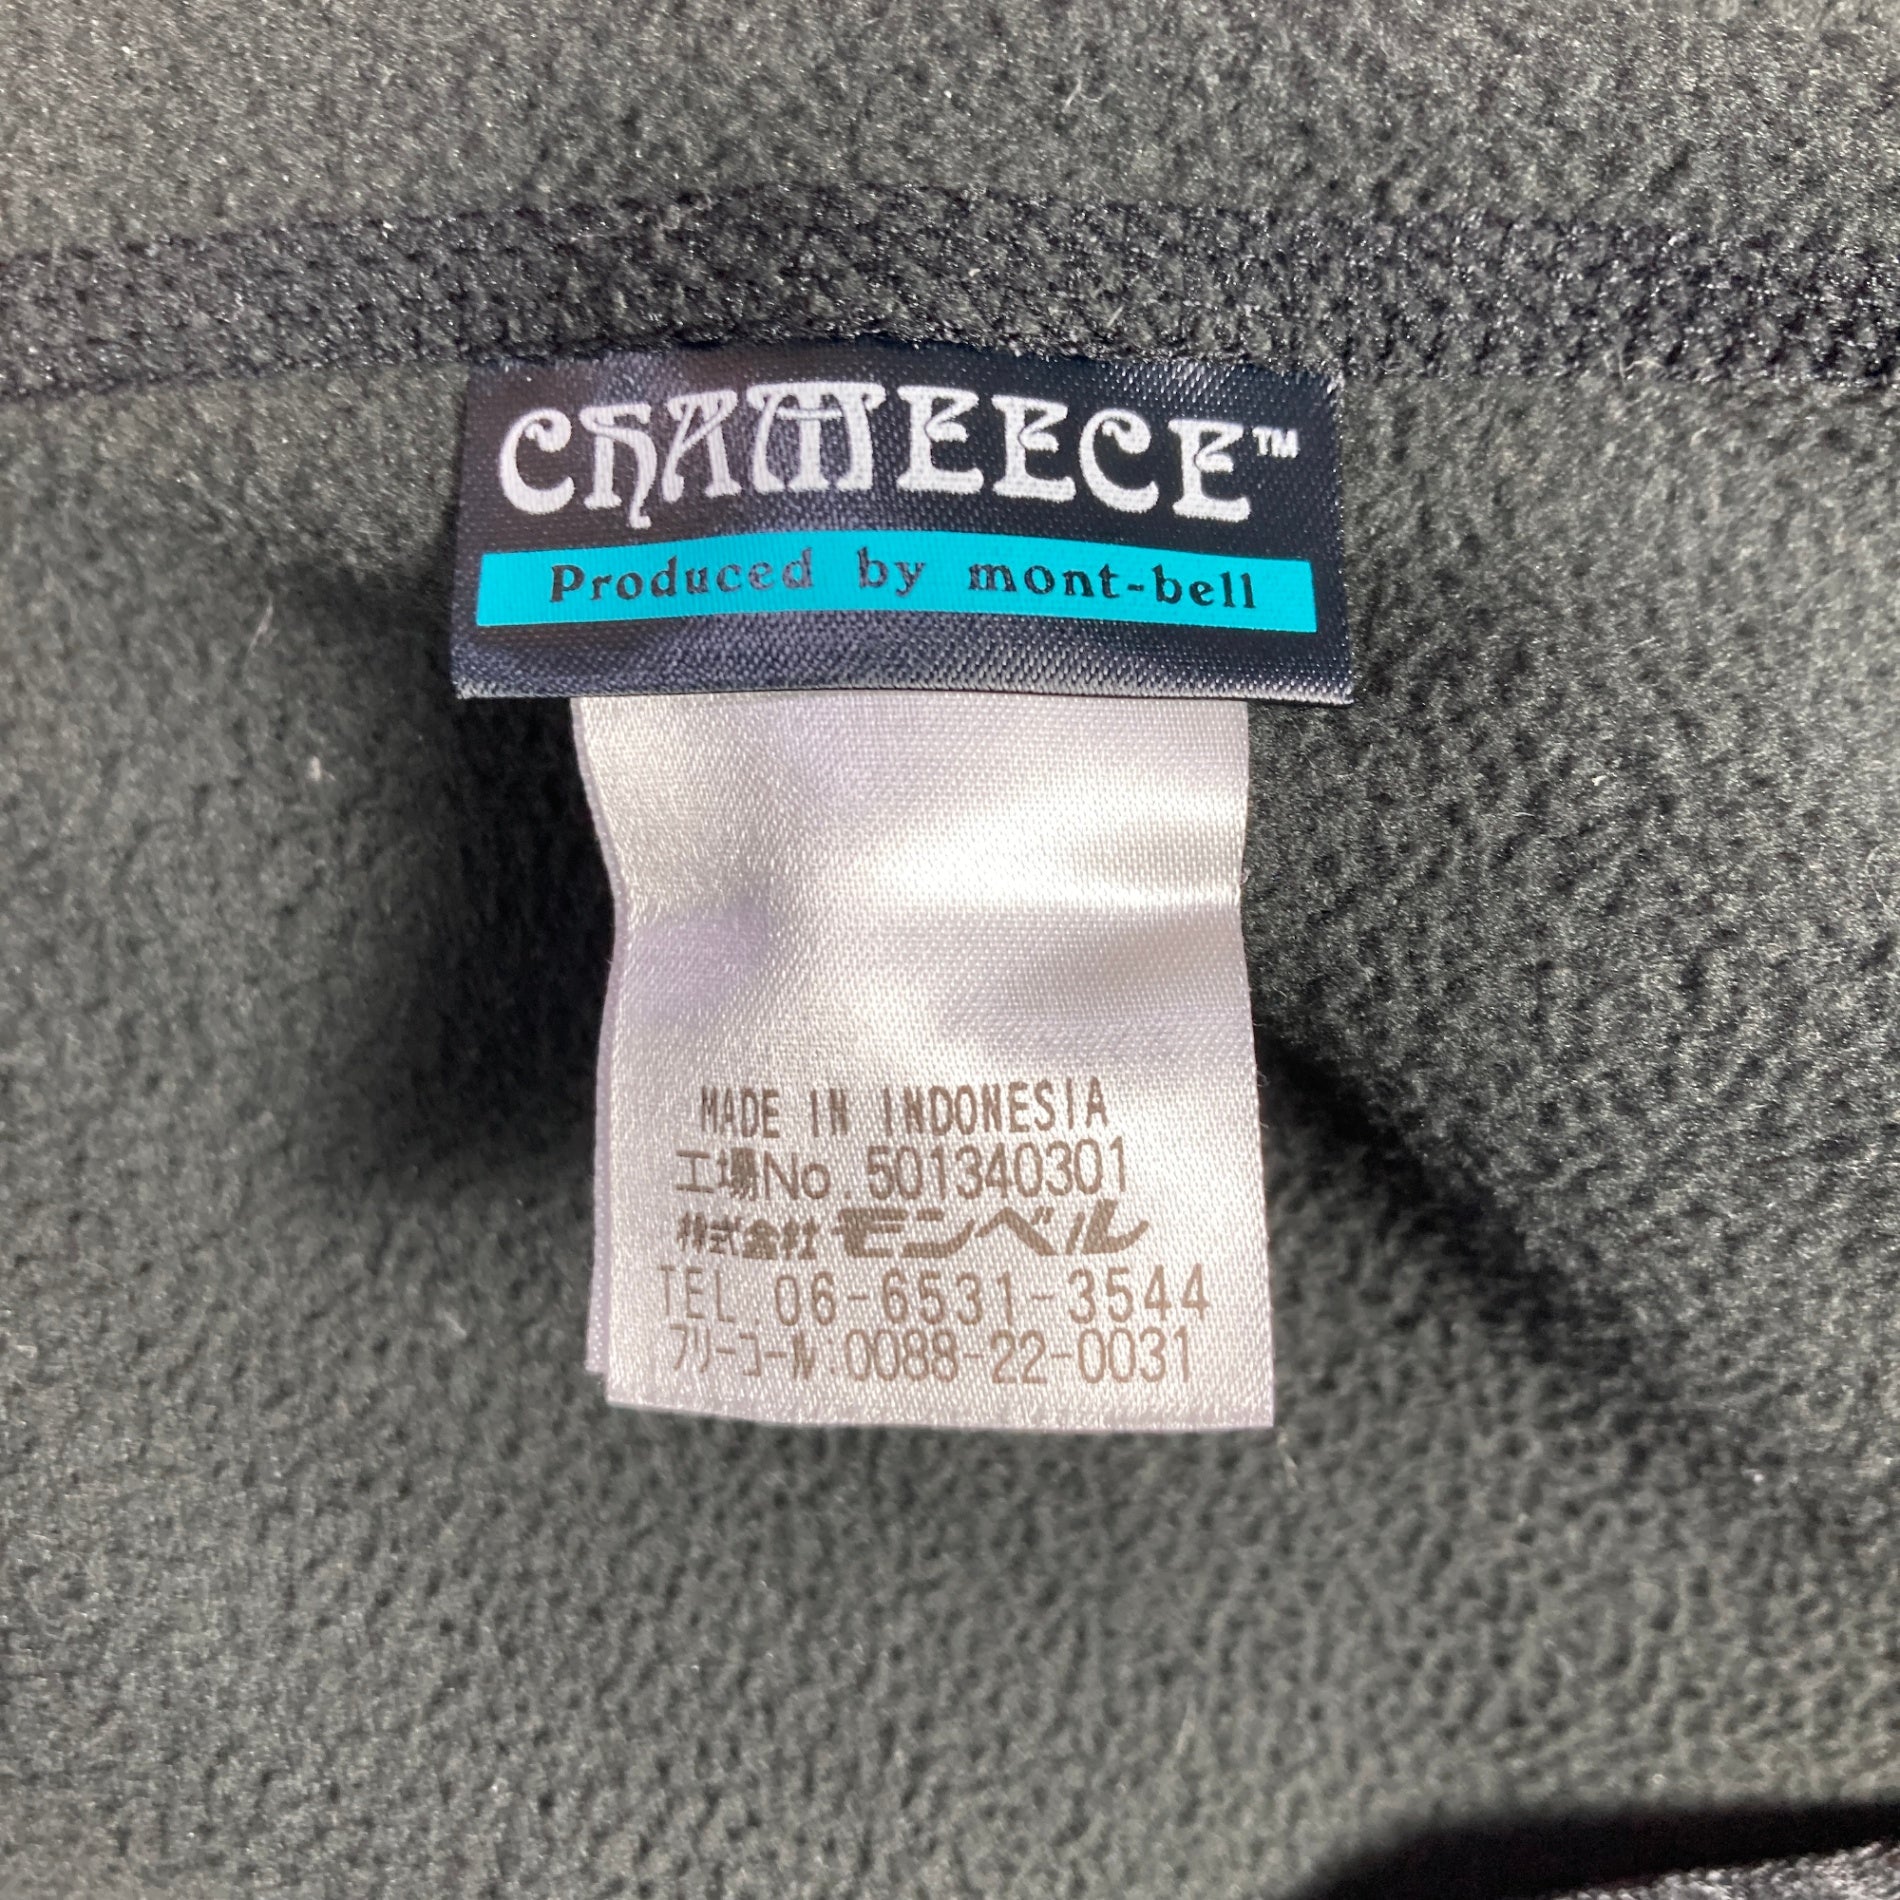 CHAMEECE™
Produced by mont-bell
MADE IN INDONESIA
工場No. 501340301
株式会社モンベル
TEL. 06-6531-3544
フリーコール:0088-22-0031